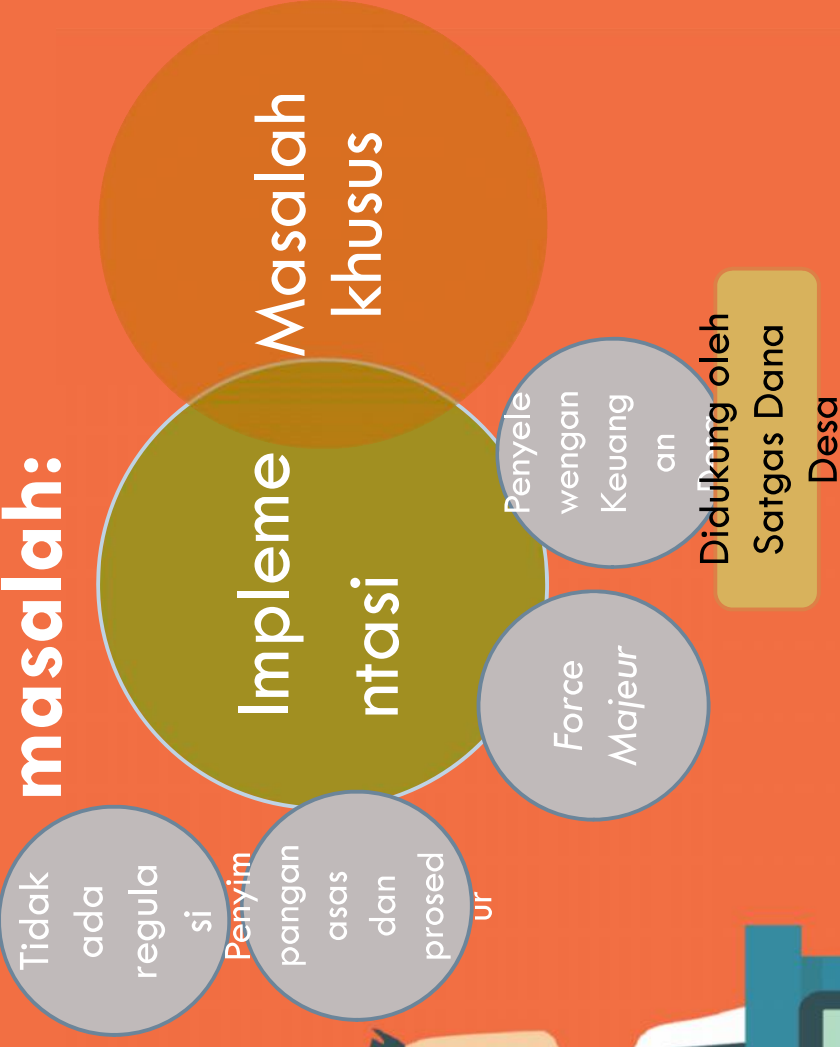 masalah:
Masalah
khusus
Impleme
ntasi
Tidak
ada
regula
si
Penyim
pangan
asas
dan
prosed
ur
Force
Majeur
Penyele
wengan
Keuang
an
Didukung oleh
Satgas Dana
Desa